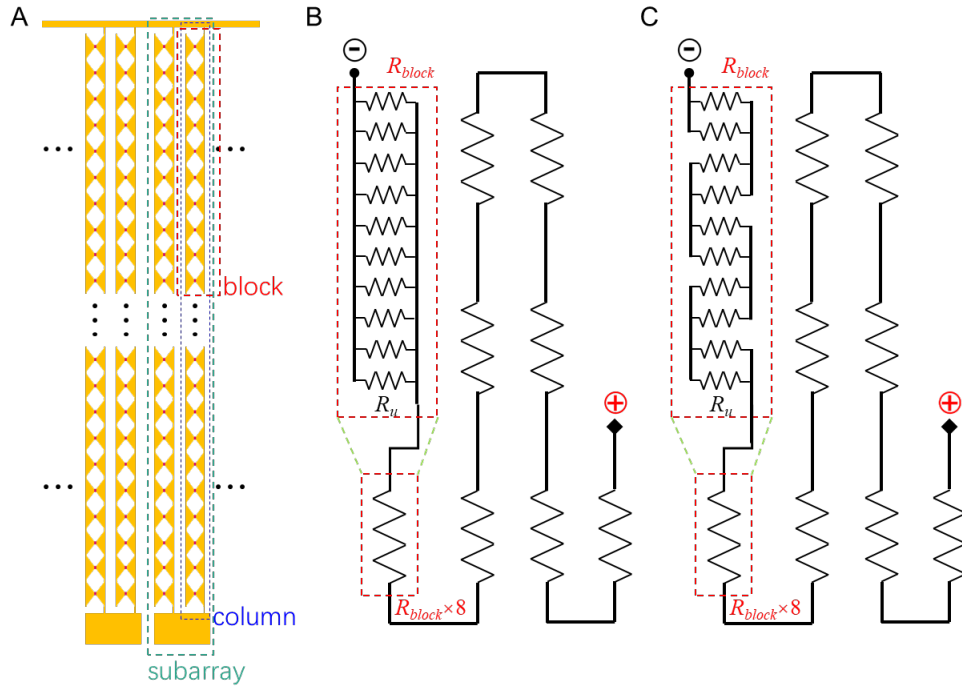 A
B
C
R_block
R_block
block
R_u
R_u
R_block×8
R_block×8
column
subarray